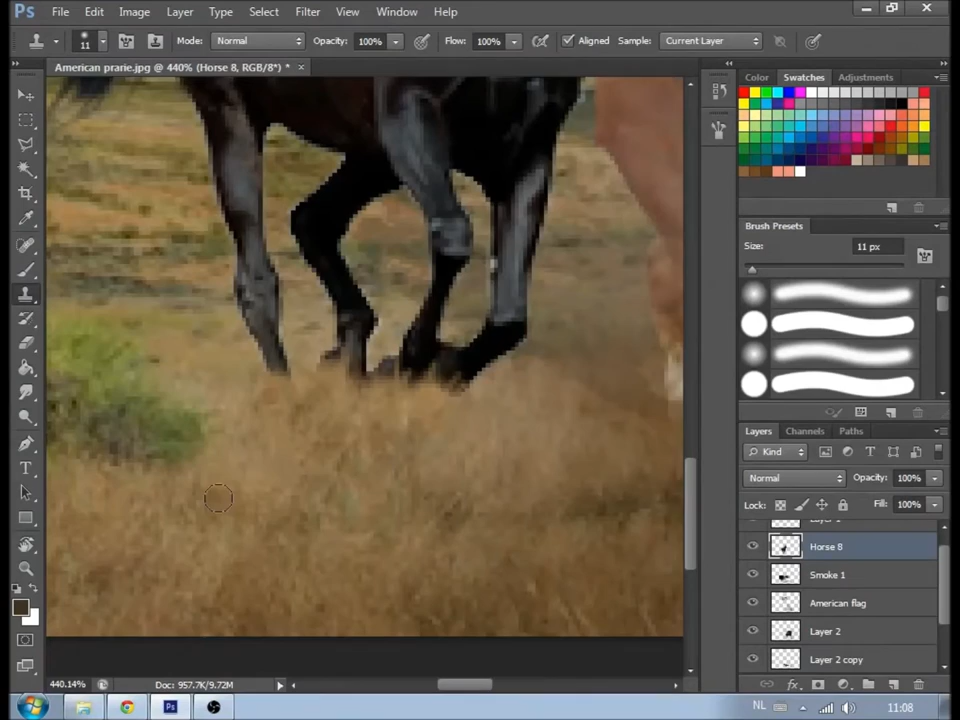 Ps File Edit Image Layer Type Select Filter View Window Help
11 Mode: Normal Opacity: 100% Flow: 100% Aligned Sample: Current Layer
American prarie.jpg @ 440% (Horse 8, RGB/8*) * ×
Color Swatches Adjustments
Brush Presets
Size: 11 px
Layers Channels Paths
Kind
Normal Opacity: 100%
Lock: Fill: 100%
Layer 1
Horse 8
Smoke 1
American flag
Layer 2
Layer 2 copy
440.14% Doc: 957.7K/9.72M
NL 11:08